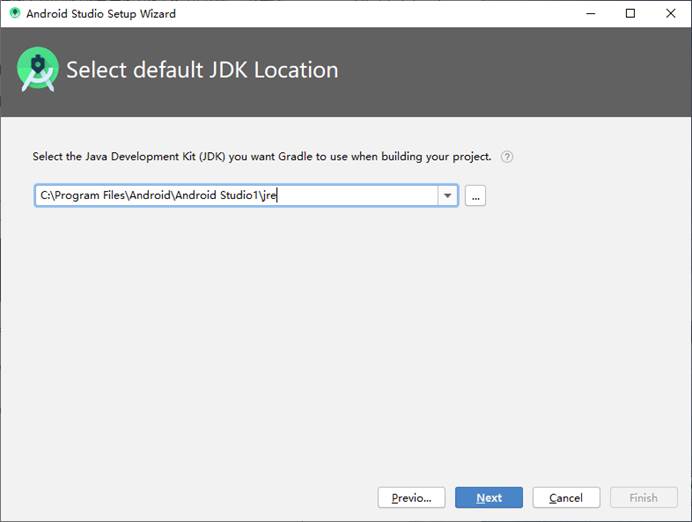 Android Studio Setup Wizard
Select default JDK Location
Select the Java Development Kit (JDK) you want Gradle to use when building your project. ?
C:\Program Files\Android\Android Studio1\jre
...
Previo... Next Cancel Finish